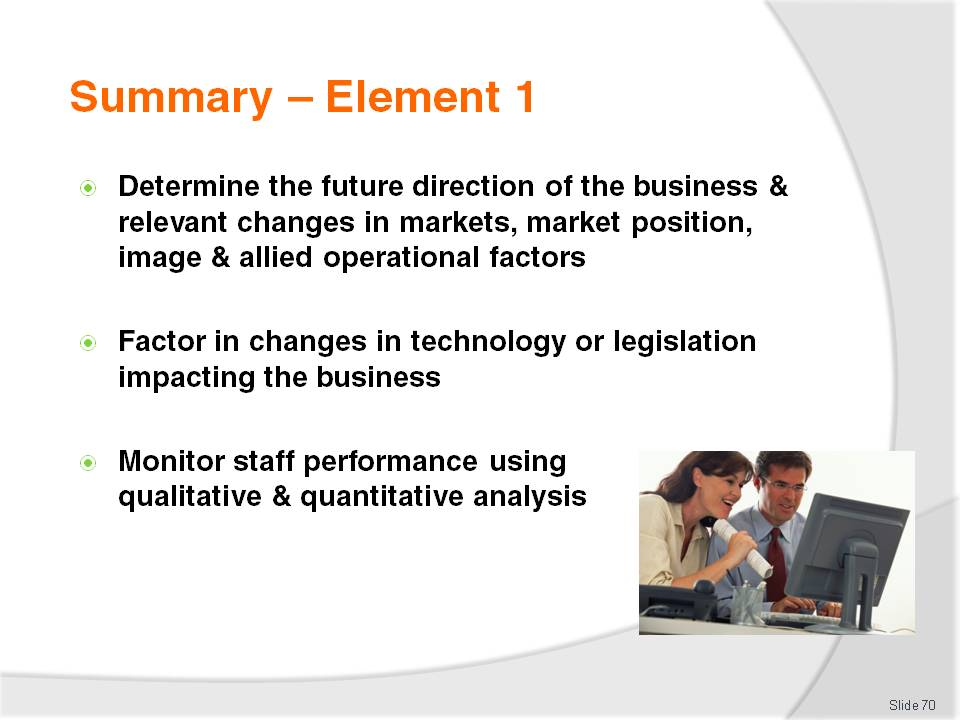 Summary – Element 1
Determine the future direction of the business &
relevant changes in markets, market position,
image & allied operational factors
Factor in changes in technology or legislation
impacting the business
Monitor staff performance using
qualitative & quantitative analysis
Slide 70